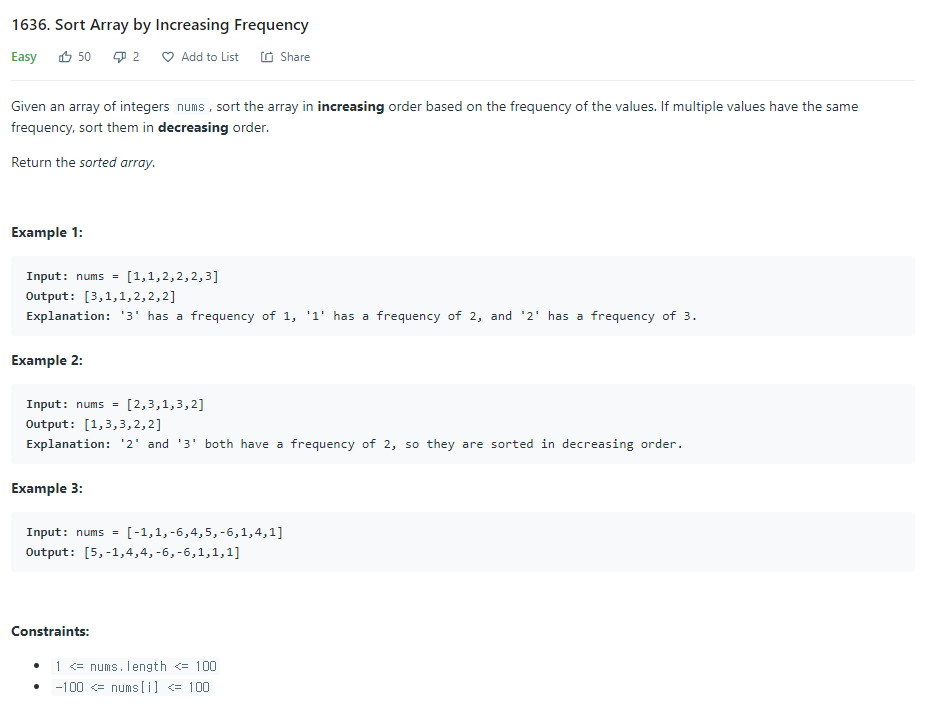 1636. Sort Array by Increasing Frequency
Easy 50 2 Add to List Share
Given an array of integers nums , sort the array in increasing order based on the frequency of the values. If multiple values have the same
frequency, sort them in decreasing order.
Return the sorted array.
Example 1:
Input: nums = [1,1,2,2,2,3]
Output: [3,1,1,2,2,2]
Explanation: '3' has a frequency of 1, '1' has a frequency of 2, and '2' has a frequency of 3.
Example 2:
Input: nums = [2,3,1,3,2]
Output: [1,3,3,2,2]
Explanation: '2' and '3' both have a frequency of 2, so they are sorted in decreasing order.
Example 3:
Input: nums = [-1,1,-6,4,5,-6,1,4,1]
Output: [5,-1,4,4,-6,-6,1,1,1]
Constraints:
• 1 <= nums.length <= 100
• -100 <= nums[i] <= 100